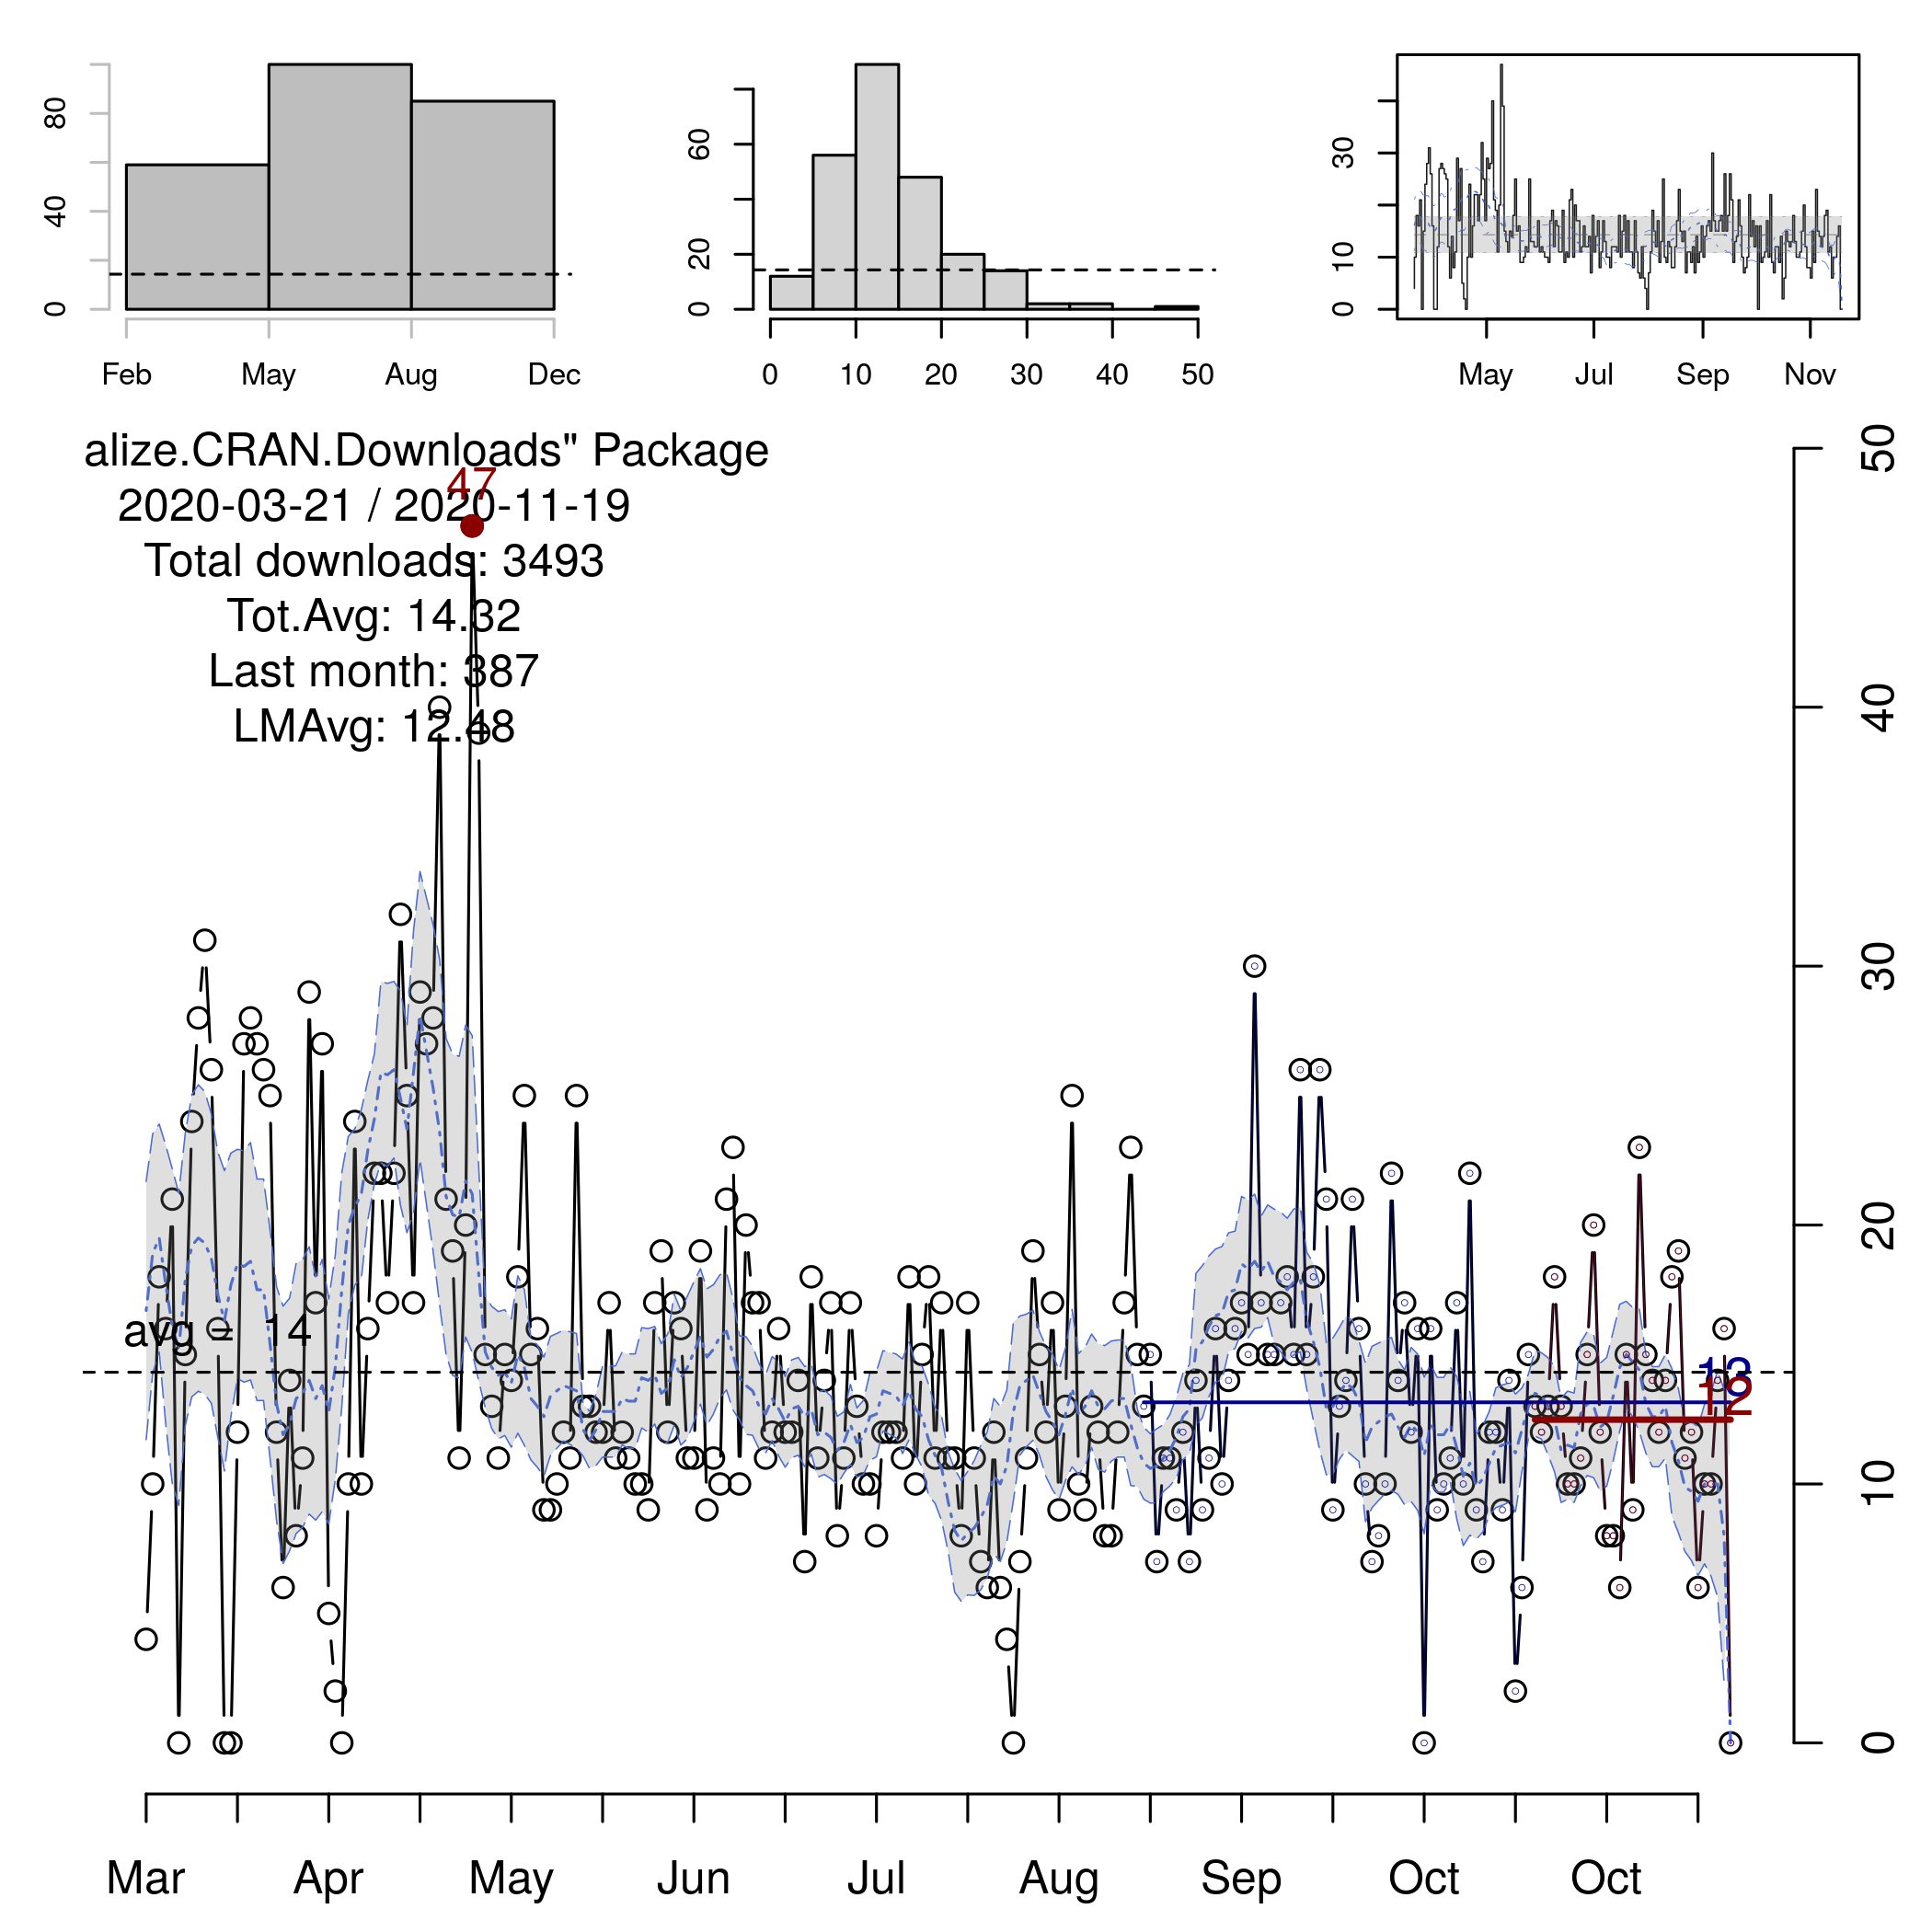 80
40
0
Feb May Aug Dec
60
20
0
0 10 20 30 40 50
30
10
0
May Jul Sep Nov
alize.CRAN.Downloads" Package
47
2020-03-21 / 2020-11-19
Total downloads: 3493
Tot.Avg: 14.32
Last month: 387
LMAvg: 12.48
avg = 14
13
12
50
40
30
20
10
0
Mar Apr May Jun Jul Aug Sep Oct Oct